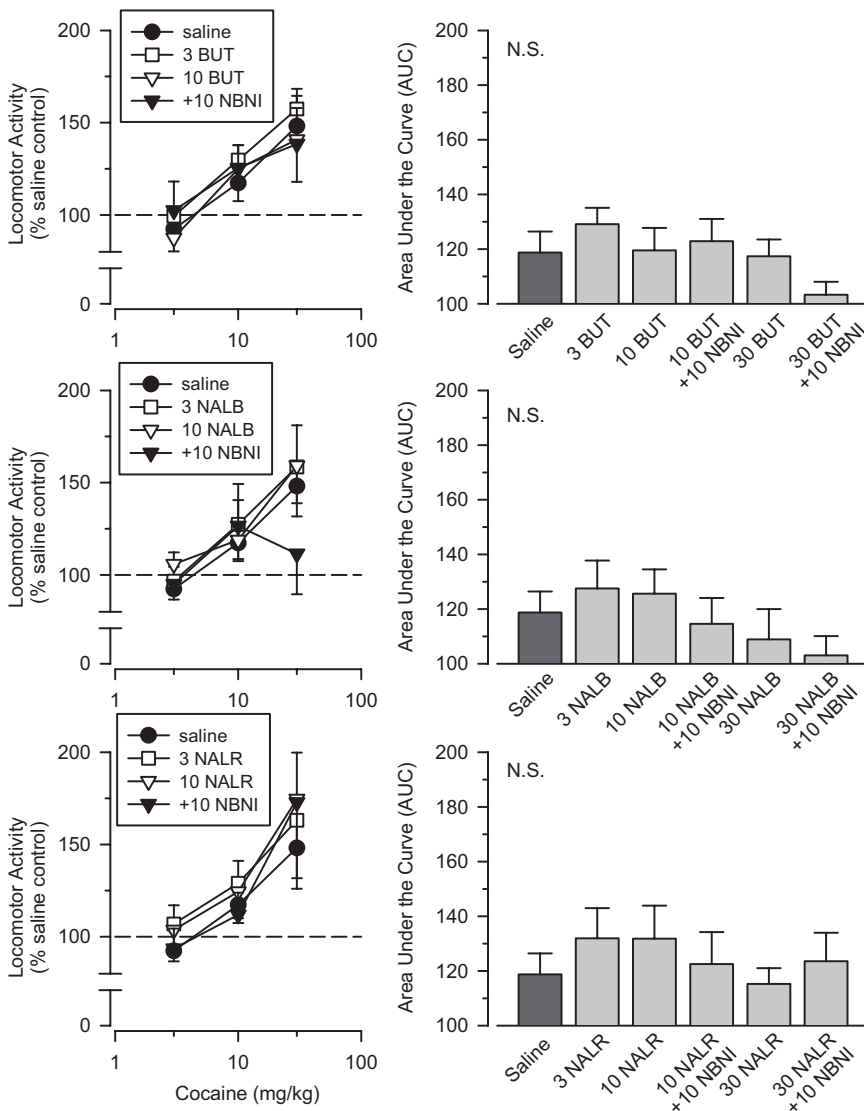 200
150
100
0
Locomotor Activity
(% saline control)
saline
3 BUT
10 BUT
+10 NBNI
1
10
100
200
180
160
140
120
100
Area Under the Curve (AUC)
N.S.
Saline
3 BUT
10 BUT
10 BUT
+10 NBNI
30 BUT
30 BUT
+10 NBNI
200
150
100
0
Locomotor Activity
(% saline control)
saline
3 NALB
10 NALB
+10 NBNI
1
10
100
200
180
160
140
120
100
Area Under the Curve (AUC)
N.S.
Saline
3 NALB
10 NALB
10 NALB
+10 NBNI
30 NALB
30 NALB
+10 NBNI
200
150
100
0
Locomotor Activity
(% saline control)
saline
3 NALR
10 NALR
+10 NBNI
1
10
100
Cocaine (mg/kg)
200
180
160
140
120
100
Area Under the Curve (AUC)
N.S.
Saline
3 NALR
10 NALR
10 NALR
+10 NBNI
30 NALR
30 NALR
+10 NBNI